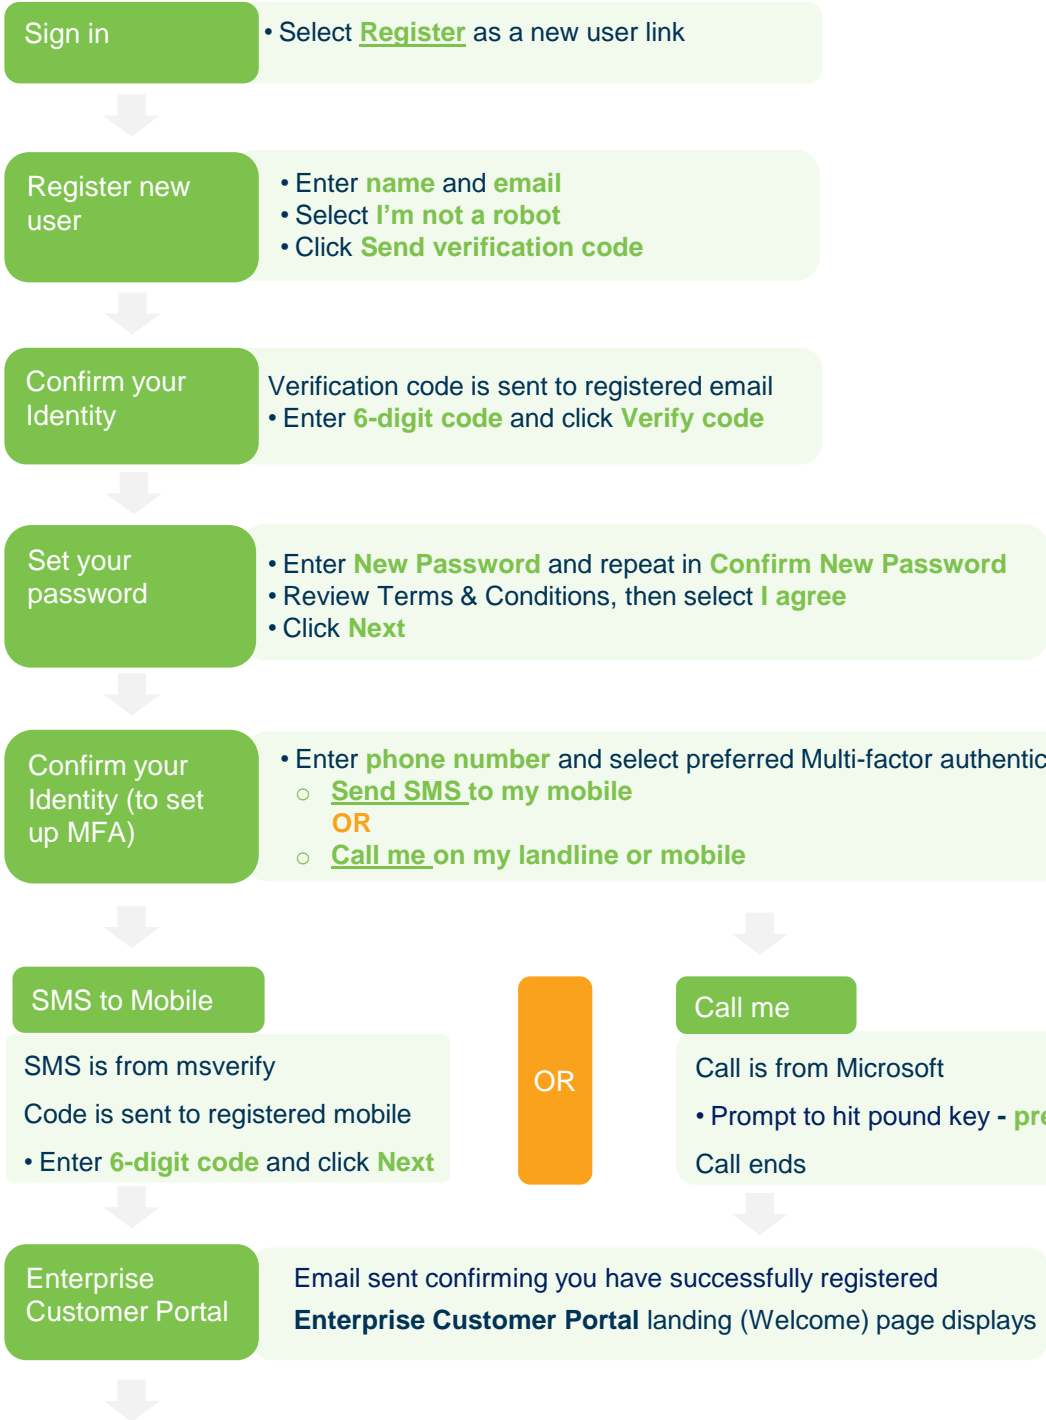 Sign in
• Select Register as a new user link
Register new
user
• Enter name and email
• Select I'm not a robot
• Click Send verification code
Confirm your
Identity
Verification code is sent to registered email
• Enter 6-digit code and click Verify code
Set your
password
• Enter New Password and repeat in Confirm New Password
• Review Terms & Conditions, then select I agree
• Click Next
Confirm your
Identity (to set
up MFA)
• Enter phone number and select preferred Multi-factor
○ Send SMS to my mobile
OR
○ Call me on my landline or mobile
SMS to Mobile
SMS is from msverify
Code is sent to registered mobile
• Enter 6-digit code and click Next
OR
Call me
Call is from Microsoft
• Prompt to hit pound key -
Call ends
Enterprise
Customer Portal
Email sent confirming you have successfully registered
Enterprise Customer Portal landing (Welcome) page displays